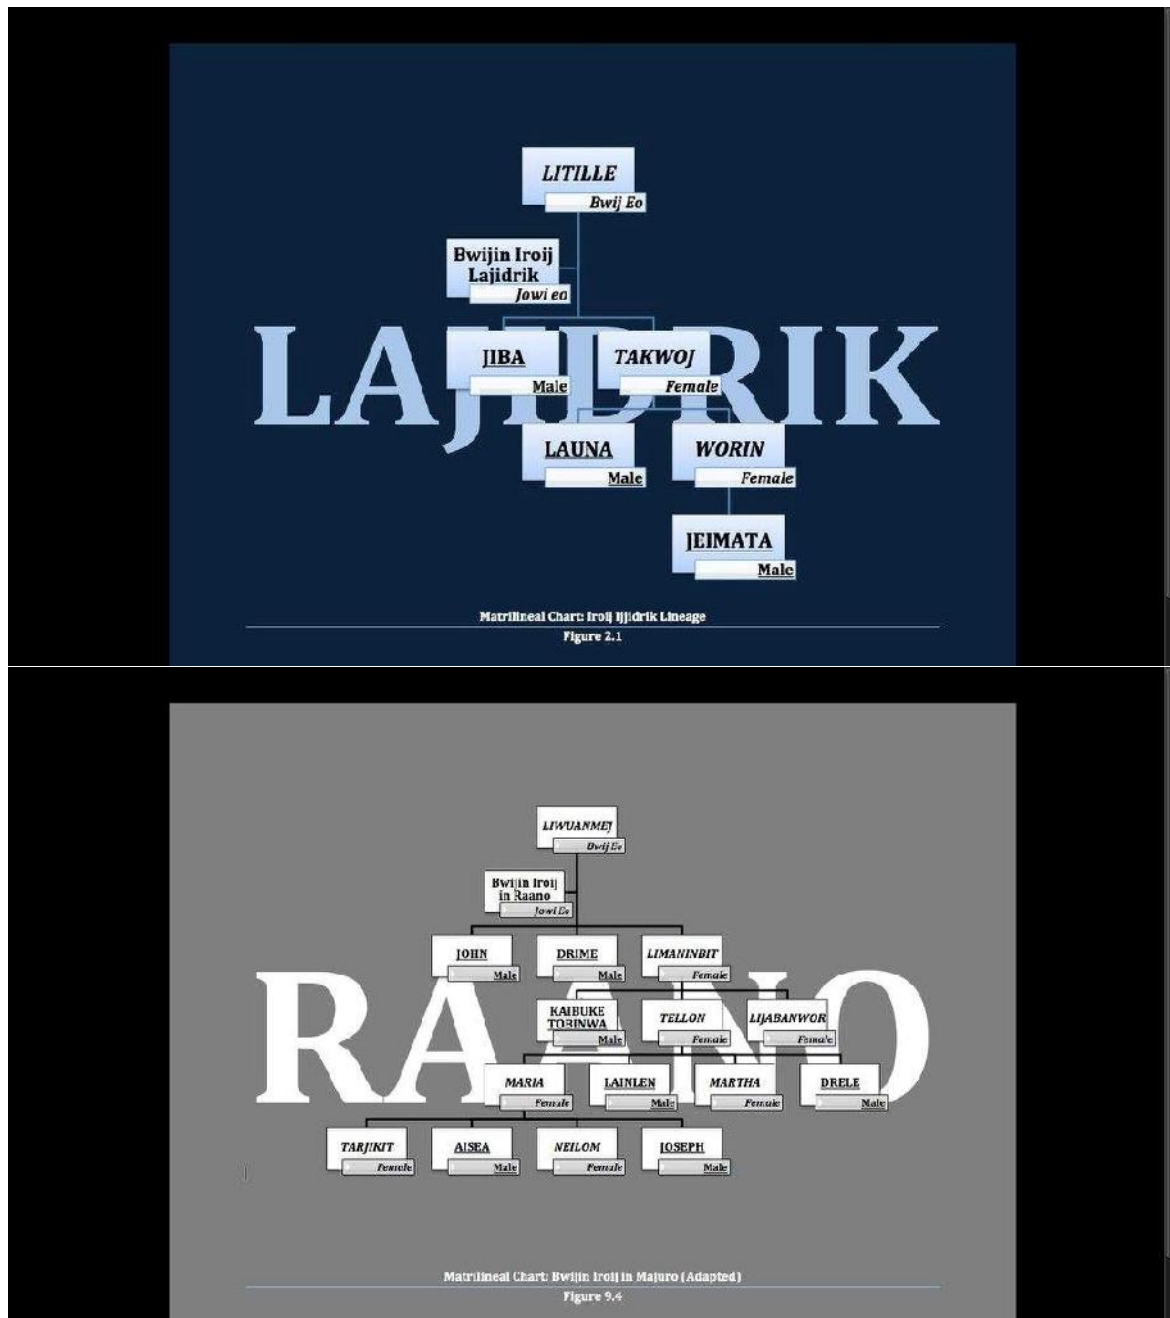 LITILLE
Bwij Eo
Bwijin Iroij
Lajidrik
Jowi eo
LAJIDRIK
JIBA
Male
TAKWOJ
Female
LAUNA
Male
WORIN
Female
JEIMATA
Male
Matrilineal Chart: Iroij Ijjidrik Lineage
Figure 2.1
LIWUANMEJ
Bwij Eo
Bwijin Iroij
in Raano
Jowi Eo
RAANO
JOHN
Male
DRIME
Male
LIMANINBIT
Female
KAIBUKE
TOBINWA
Male
TELLON
Female
LIJABANWOR
Female
MARIA
Female
LAINLEN
Male
MARTHA
Female
DRELE
Male
TARJIKIT
Female
AISEA
Male
NEILOM
Female
JOSEPH
Male
Matrilineal Chart: Bwijin Iroij in Majuro (Adapted)
Figure 9.4